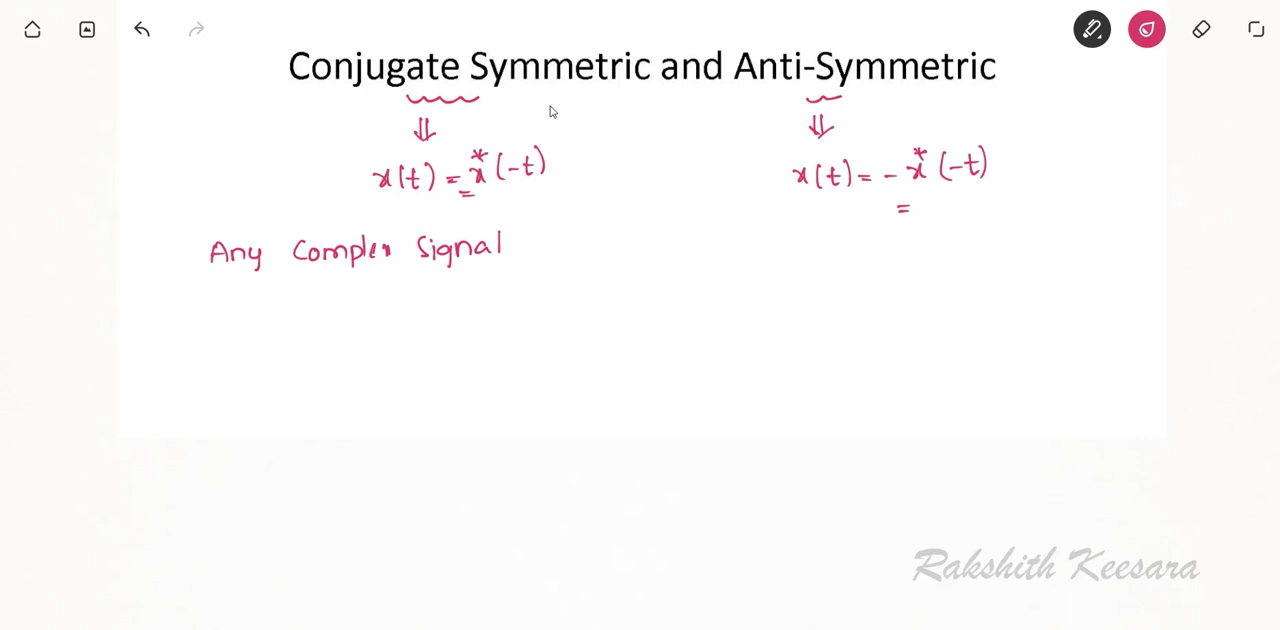 Conjugate Symmetric and Anti-Symmetric
⇓ ⇓
x(t) = x*(-t) x(t) = - x*(-t)
Any Complex Signal
Rakshith Keesara